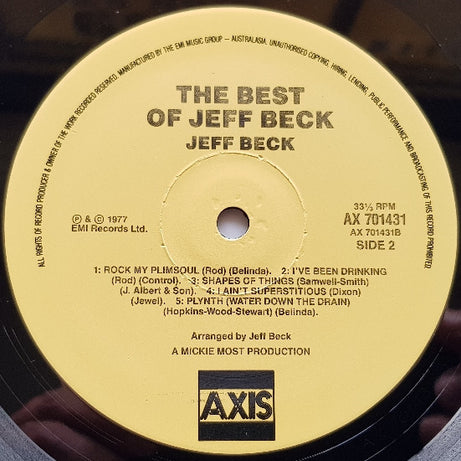 ALL RIGHTS OF RECORD PRODUCER & OWNER OF THE WORK RECORDED RESERVED. MANUFACTURED BY THE EMI MUSIC GROUP – AUSTRALASIA. UNAUTHORISED COPYING, HIRING, LENDING, PUBLIC PERFORMANCE AND BROADCASTING OF THIS RECORD PROHIBITED
THE BEST
OF JEFF BECK
JEFF BECK
℗ & © 1977
EMI Records Ltd.
33⅓ RPM
AX 701431
AX 701431B
SIDE 2
1: ROCK MY PLIMSOUL (Rod) (Belinda). 2: I'VE BEEN DRINKING
(Rod) (Control). 3: SHAPES OF THINGS (Samwell-Smith)
(J. Albert & Son). 4: I AIN'T SUPERSTITIOUS (Dixon)
(Jewel). 5: PLYNTH (WATER DOWN THE DRAIN)
(Hopkins-Wood-Stewart) (Belinda).
Arranged by Jeff Beck
A MICKIE MOST PRODUCTION
AXIS